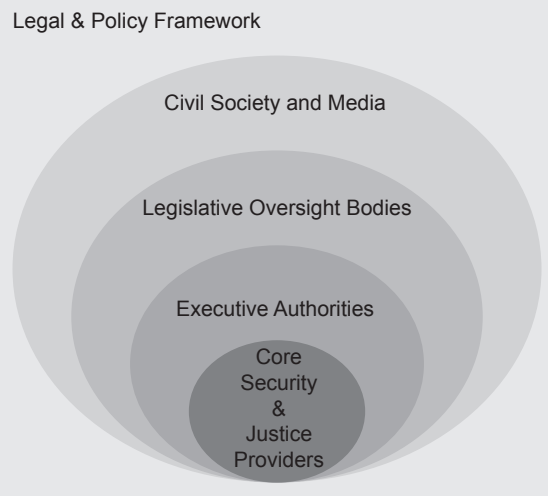 Legal & Policy Framework
Civil Society and Media
Legislative Oversight Bodies
Executive Authorities
Core
Security
&
Justice
Providers